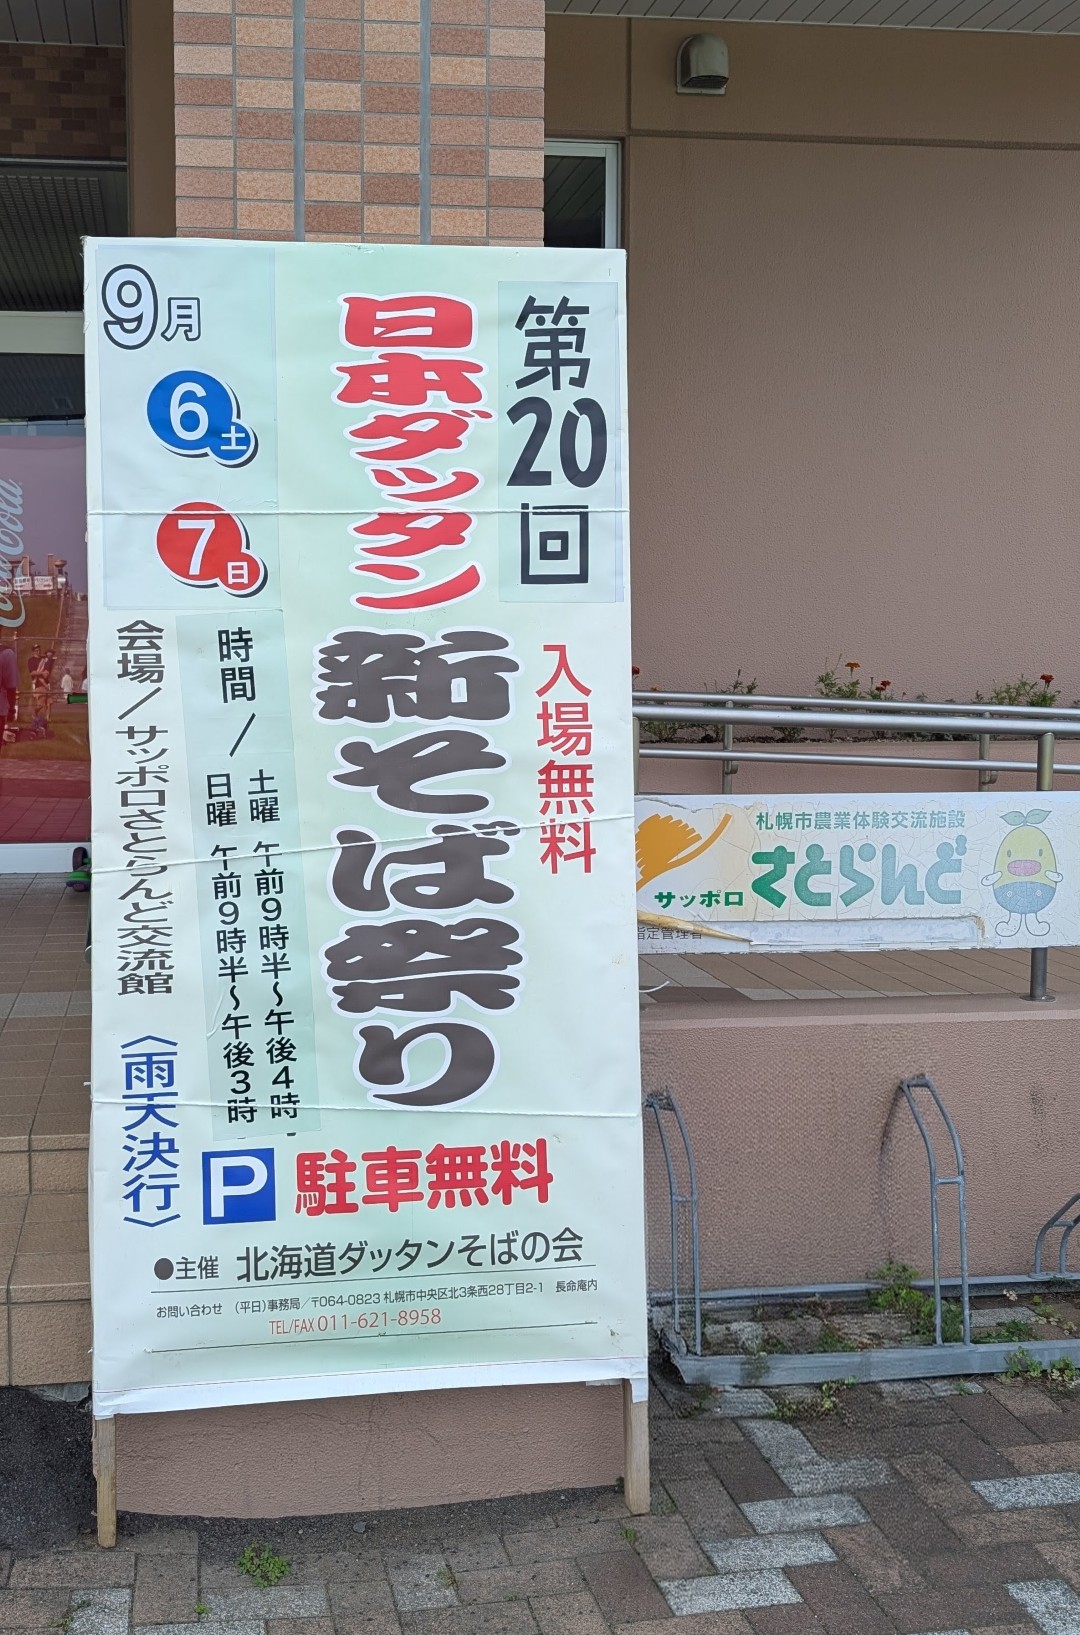 第20回
日本ダッタン
新そば祭り
入場無料
9月
6土
7日
時間／
土曜 午前9時半～午後4時
日曜 午前9時半～午後3時
会場／サッポロさとらんど交流館
〈雨天決行〉
P 駐車無料
●主催 北海道ダッタンそばの会
お問い合わせ (平日)事務局／〒064-0823 札幌市中央区北3条西28丁目2-1 長命庵内
TEL/FAX 011-621-8958
札幌市農業体験交流施設
サッポロ さとらんど
指定管理者
Coca-Cola